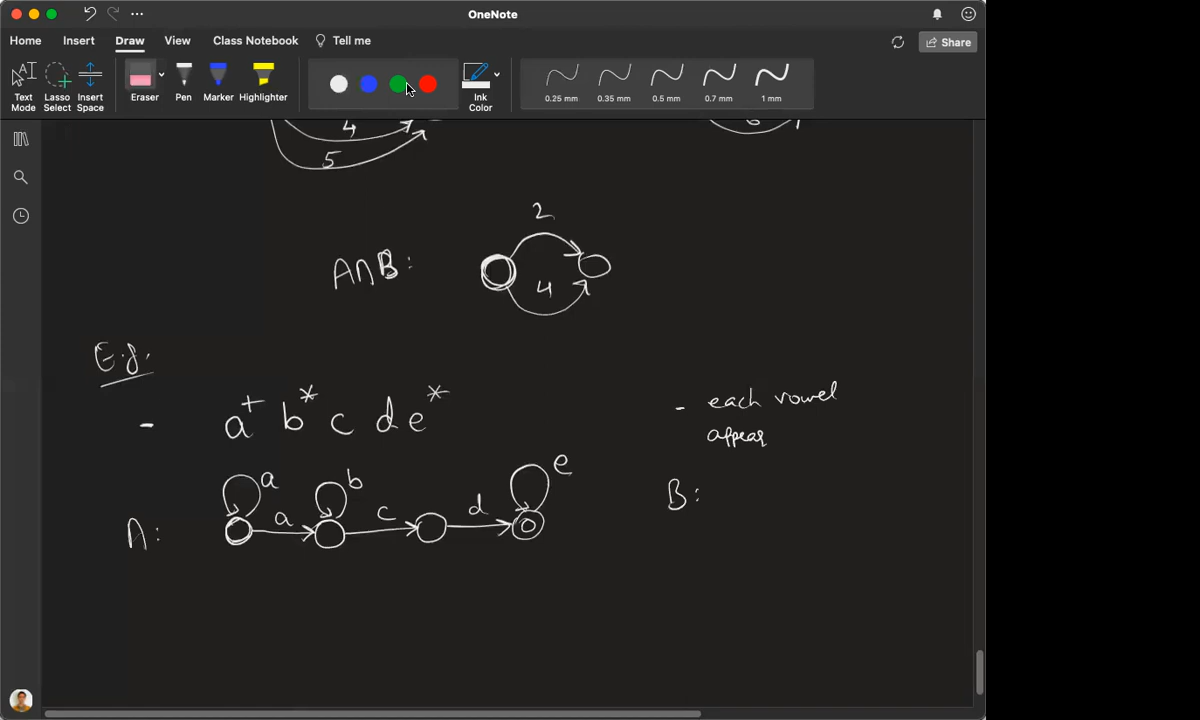 OneNote
Home Insert Draw View Class Notebook Tell me
Share
Text Mode
Lasso Select
Insert Space
Eraser
Pen
Marker
Highlighter
Ink Color
0.25 mm 0.35 mm 0.5 mm 0.7 mm 1 mm
4
5
6
2
A∩B:
4
E.g.
- a⁺ b* c d e*
- each vowel
appear
a b e
A: a c d
B: